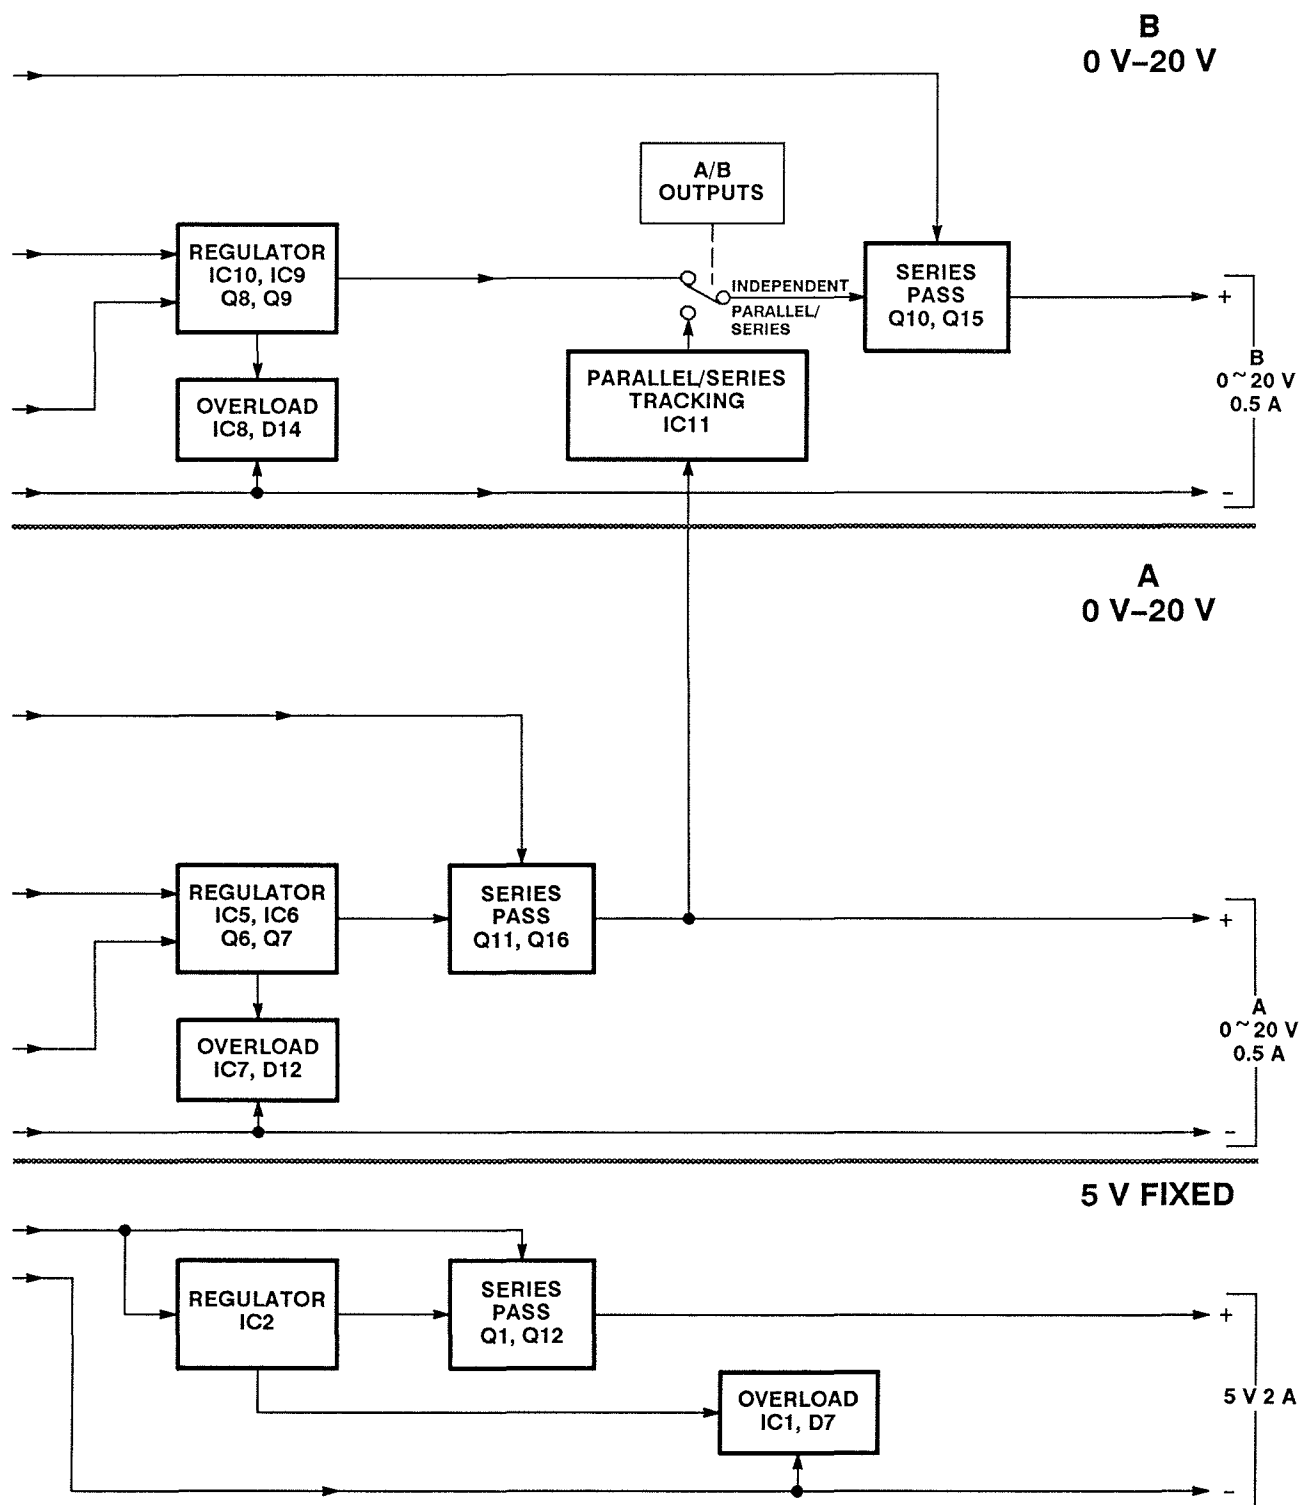 B
0 V–20 V
A/B
OUTPUTS
REGULATOR
IC10, IC9
Q8, Q9
SERIES
PASS
Q10, Q15
INDEPENDENT
PARALLEL/
SERIES
+
OVERLOAD
IC8, D14
PARALLEL/SERIES
TRACKING
IC11
B
0~20 V
0.5 A
–
A
0 V–20 V
REGULATOR
IC5, IC6
Q6, Q7
SERIES
PASS
Q11, Q16
+
OVERLOAD
IC7, D12
A
0~20 V
0.5 A
–
5 V FIXED
REGULATOR
IC2
SERIES
PASS
Q1, Q12
+
OVERLOAD
IC1, D7
5 V 2 A
–